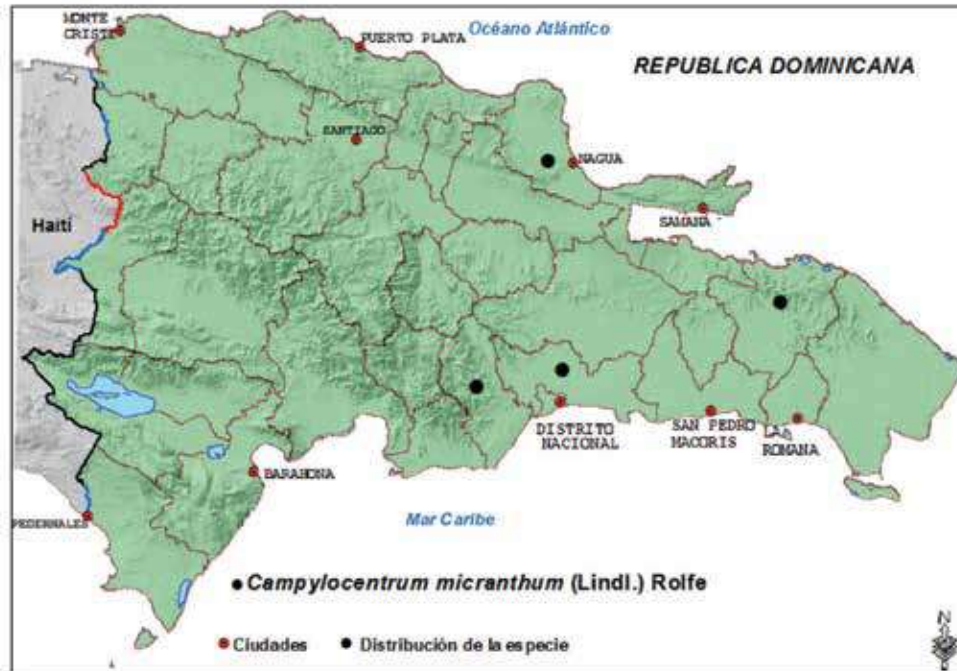 MONTE
CRISTI
PUERTO PLATA
Océano Atlántico
REPUBLICA DOMINICANA
SANTIAGO
NAGUA
Haití
SAMANA
DISTRITO
NACIONAL
SAN PEDRO
MACORIS
LA
ROMANA
BARAHONA
PEDERNALES
Mar Caribe
Campylocentrum micranthum (Lindl.) Rolfe
Ciudades
Distribución de la especie
N